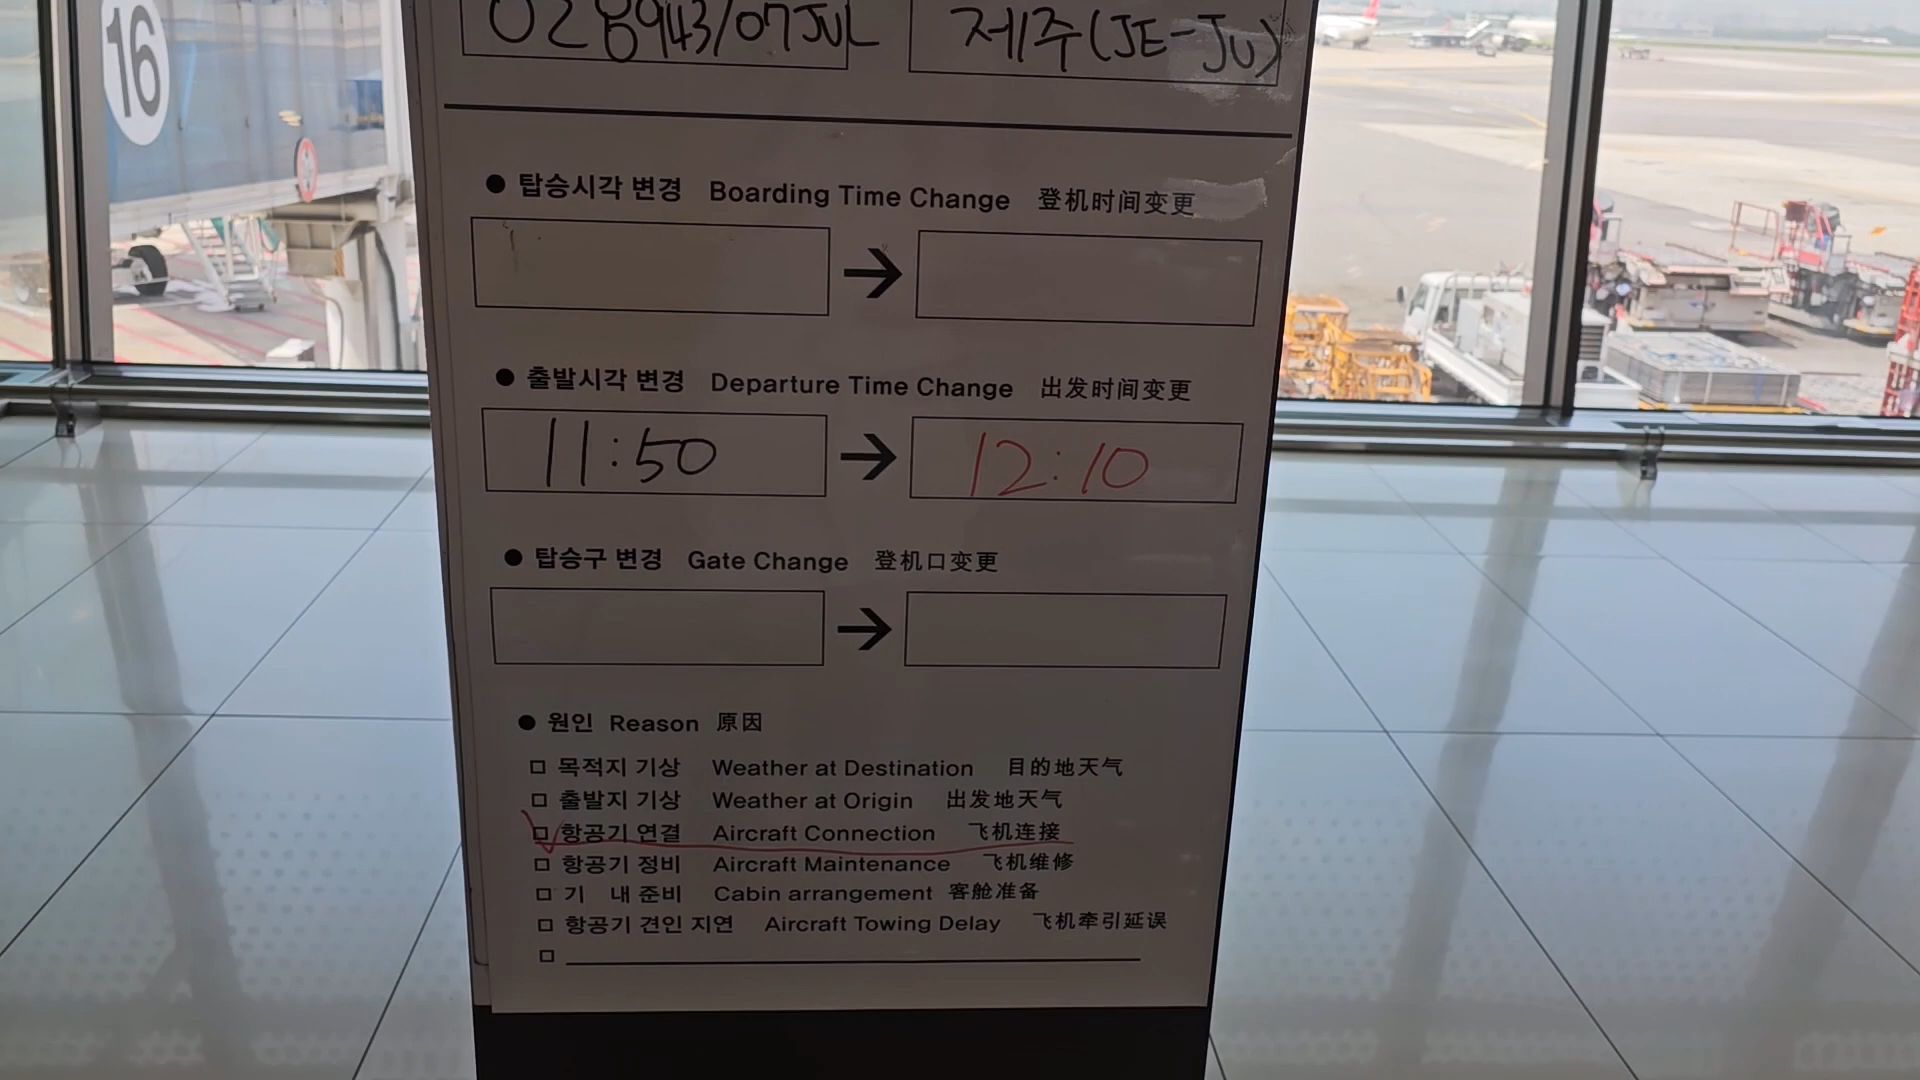 16
028943/07JUL
제주(JE-JU)
● 탑승시각 변경 Boarding Time Change 登机时间变更
→
● 출발시각 변경 Departure Time Change 出发时间变更
11:50 → 12:10
● 탑승구 변경 Gate Change 登机口变更
→
● 원인 Reason 原因
□ 목적지 기상 Weather at Destination 目的地天气
□ 출발지 기상 Weather at Origin 出发地天气
☑ 항공기 연결 Aircraft Connection 飞机连接
□ 항공기 정비 Aircraft Maintenance 飞机维修
□ 기 내 준비 Cabin arrangement 客舱准备
□ 항공기 견인 지연 Aircraft Towing Delay 飞机牵引延误
□